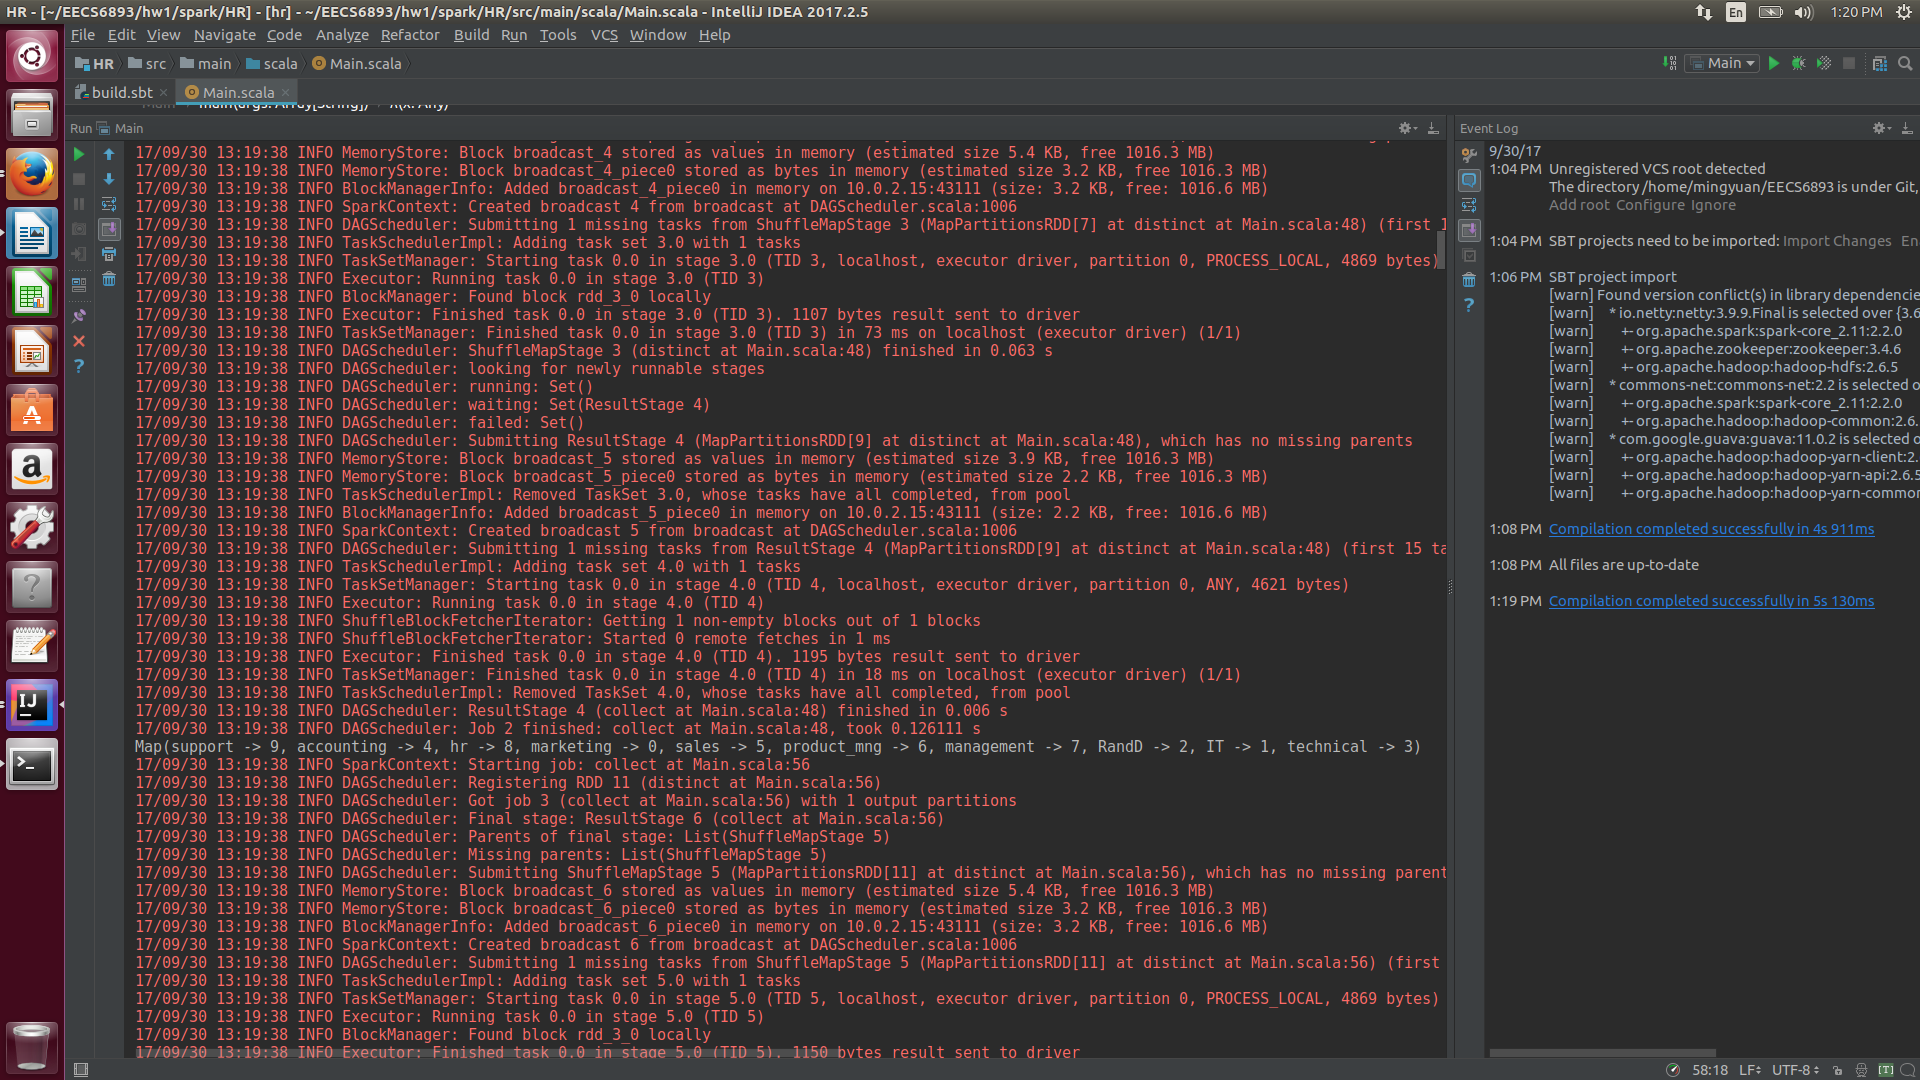 HR - [~/EECS6893/hw1/spark/HR] - [hr] - ~/EECS6893/hw1/spark/HR/src/main/scala/Main.scala - IntelliJ IDEA 2017.2.5
En
1:20 PM
File Edit View Navigate Code Analyze Refactor Build Run Tools VCS Window Help
HR src main scala Main.scala
Main
build.sbt Main.scala
Run Main
17/09/30 13:19:38 INFO MemoryStore: Block broadcast_4 stored as values in memory (estimated size 5.4 KB, free 1016.3 MB)
17/09/30 13:19:38 INFO MemoryStore: Block broadcast_4_piece0 stored as bytes in memory (estimated size 3.2 KB, free 1016.3 MB)
17/09/30 13:19:38 INFO BlockManagerInfo: Added broadcast_4_piece0 in memory on 10.0.2.15:43111 (size: 3.2 KB, free: 1016.6 MB)
17/09/30 13:19:38 INFO SparkContext: Created broadcast 4 from broadcast at DAGScheduler.scala:1006
17/09/30 13:19:38 INFO DAGScheduler: Submitting 1 missing tasks from ShuffleMapStage 3 (MapPartitionsRDD[7] at distinct at Main.scala:48) (first 1
17/09/30 13:19:38 INFO TaskSchedulerImpl: Adding task set 3.0 with 1 tasks
17/09/30 13:19:38 INFO TaskSetManager: Starting task 0.0 in stage 3.0 (TID 3, localhost, executor driver, partition 0, PROCESS_LOCAL, 4869 bytes)
17/09/30 13:19:38 INFO Executor: Running task 0.0 in stage 3.0 (TID 3)
17/09/30 13:19:38 INFO BlockManager: Found block rdd_3_0 locally
17/09/30 13:19:38 INFO Executor: Finished task 0.0 in stage 3.0 (TID 3). 1107 bytes result sent to driver
17/09/30 13:19:38 INFO TaskSetManager: Finished task 0.0 in stage 3.0 (TID 3) in 73 ms on localhost (executor driver) (1/1)
17/09/30 13:19:38 INFO DAGScheduler: ShuffleMapStage 3 (distinct at Main.scala:48) finished in 0.063 s
17/09/30 13:19:38 INFO DAGScheduler: looking for newly runnable stages
17/09/30 13:19:38 INFO DAGScheduler: running: Set()
17/09/30 13:19:38 INFO DAGScheduler: waiting: Set(ResultStage 4)
17/09/30 13:19:38 INFO DAGScheduler: failed: Set()
17/09/30 13:19:38 INFO DAGScheduler: Submitting ResultStage 4 (MapPartitionsRDD[9] at distinct at Main.scala:48), which has no missing parents
17/09/30 13:19:38 INFO MemoryStore: Block broadcast_5 stored as values in memory (estimated size 3.9 KB, free 1016.3 MB)
17/09/30 13:19:38 INFO MemoryStore: Block broadcast_5_piece0 stored as bytes in memory (estimated size 2.2 KB, free 1016.3 MB)
17/09/30 13:19:38 INFO TaskSchedulerImpl: Removed TaskSet 3.0, whose tasks have all completed, from pool
17/09/30 13:19:38 INFO BlockManagerInfo: Added broadcast_5_piece0 in memory on 10.0.2.15:43111 (size: 2.2 KB, free: 1016.6 MB)
17/09/30 13:19:38 INFO SparkContext: Created broadcast 5 from broadcast at DAGScheduler.scala:1006
17/09/30 13:19:38 INFO DAGScheduler: Submitting 1 missing tasks from ResultStage 4 (MapPartitionsRDD[9] at distinct at Main.scala:48) (first 15 ta
17/09/30 13:19:38 INFO TaskSchedulerImpl: Adding task set 4.0 with 1 tasks
17/09/30 13:19:38 INFO TaskSetManager: Starting task 0.0 in stage 4.0 (TID 4, localhost, executor driver, partition 0, ANY, 4621 bytes)
17/09/30 13:19:38 INFO Executor: Running task 0.0 in stage 4.0 (TID 4)
17/09/30 13:19:38 INFO ShuffleBlockFetcherIterator: Getting 1 non-empty blocks out of 1 blocks
17/09/30 13:19:38 INFO ShuffleBlockFetcherIterator: Started 0 remote fetches in 1 ms
17/09/30 13:19:38 INFO Executor: Finished task 0.0 in stage 4.0 (TID 4). 1195 bytes result sent to driver
17/09/30 13:19:38 INFO TaskSetManager: Finished task 0.0 in stage 4.0 (TID 4) in 18 ms on localhost (executor driver) (1/1)
17/09/30 13:19:38 INFO TaskSchedulerImpl: Removed TaskSet 4.0, whose tasks have all completed, from pool
17/09/30 13:19:38 INFO DAGScheduler: ResultStage 4 (collect at Main.scala:48) finished in 0.006 s
17/09/30 13:19:38 INFO DAGScheduler: Job 2 finished: collect at Main.scala:48, took 0.126111 s
Map(support -> 9, accounting -> 4, hr -> 8, marketing -> 0, sales -> 5, product_mng -> 6, management -> 7, RandD -> 2, IT -> 1, technical -> 3)
17/09/30 13:19:38 INFO SparkContext: Starting job: collect at Main.scala:56
17/09/30 13:19:38 INFO DAGScheduler: Registering RDD 11 (distinct at Main.scala:56)
17/09/30 13:19:38 INFO DAGScheduler: Got job 3 (collect at Main.scala:56) with 1 output partitions
17/09/30 13:19:38 INFO DAGScheduler: Final stage: ResultStage 6 (collect at Main.scala:56)
17/09/30 13:19:38 INFO DAGScheduler: Parents of final stage: List(ShuffleMapStage 5)
17/09/30 13:19:38 INFO DAGScheduler: Missing parents: List(ShuffleMapStage 5)
17/09/30 13:19:38 INFO DAGScheduler: Submitting ShuffleMapStage 5 (MapPartitionsRDD[11] at distinct at Main.scala:56), which has no missing parent
17/09/30 13:19:38 INFO MemoryStore: Block broadcast_6 stored as values in memory (estimated size 5.4 KB, free 1016.3 MB)
17/09/30 13:19:38 INFO MemoryStore: Block broadcast_6_piece0 stored as bytes in memory (estimated size 3.2 KB, free 1016.3 MB)
17/09/30 13:19:38 INFO BlockManagerInfo: Added broadcast_6_piece0 in memory on 10.0.2.15:43111 (size: 3.2 KB, free: 1016.6 MB)
17/09/30 13:19:38 INFO SparkContext: Created broadcast 6 from broadcast at DAGScheduler.scala:1006
17/09/30 13:19:38 INFO DAGScheduler: Submitting 1 missing tasks from ShuffleMapStage 5 (MapPartitionsRDD[11] at distinct at Main.scala:56) (first
17/09/30 13:19:38 INFO TaskSchedulerImpl: Adding task set 5.0 with 1 tasks
17/09/30 13:19:38 INFO TaskSetManager: Starting task 0.0 in stage 5.0 (TID 5, localhost, executor driver, partition 0, PROCESS_LOCAL, 4869 bytes)
17/09/30 13:19:38 INFO Executor: Running task 0.0 in stage 5.0 (TID 5)
17/09/30 13:19:38 INFO BlockManager: Found block rdd_3_0 locally
17/09/30 13:19:38 INFO Executor: Finished task 0.0 in stage 5.0 (TID 5). 1150 bytes result sent to driver
Event Log
9/30/17
1:04 PM Unregistered VCS root detected
The directory /home/mingyuan/EECS6893 is under Git,
Add root Configure Ignore
1:04 PM SBT projects need to be imported: Import Changes En
1:06 PM SBT project import
[warn] Found version conflict(s) in library dependencie
[warn] * io.netty:netty:3.9.9.Final is selected over {3.6
[warn] +- org.apache.spark:spark-core_2.11:2.2.0
[warn] +- org.apache.zookeeper:zookeeper:3.4.6
[warn] +- org.apache.hadoop:hadoop-hdfs:2.6.5
[warn] * commons-net:commons-net:2.2 is selected o
[warn] +- org.apache.spark:spark-core_2.11:2.2.0
[warn] +- org.apache.hadoop:hadoop-common:2.6.
[warn] * com.google.guava:guava:11.0.2 is selected o
[warn] +- org.apache.hadoop:hadoop-yarn-client:2.
[warn] +- org.apache.hadoop:hadoop-yarn-api:2.6.5
[warn] +- org.apache.hadoop:hadoop-yarn-common
1:08 PM Compilation completed successfully in 4s 911ms
1:08 PM All files are up-to-date
1:19 PM Compilation completed successfully in 5s 130ms
58:18 LF UTF-8